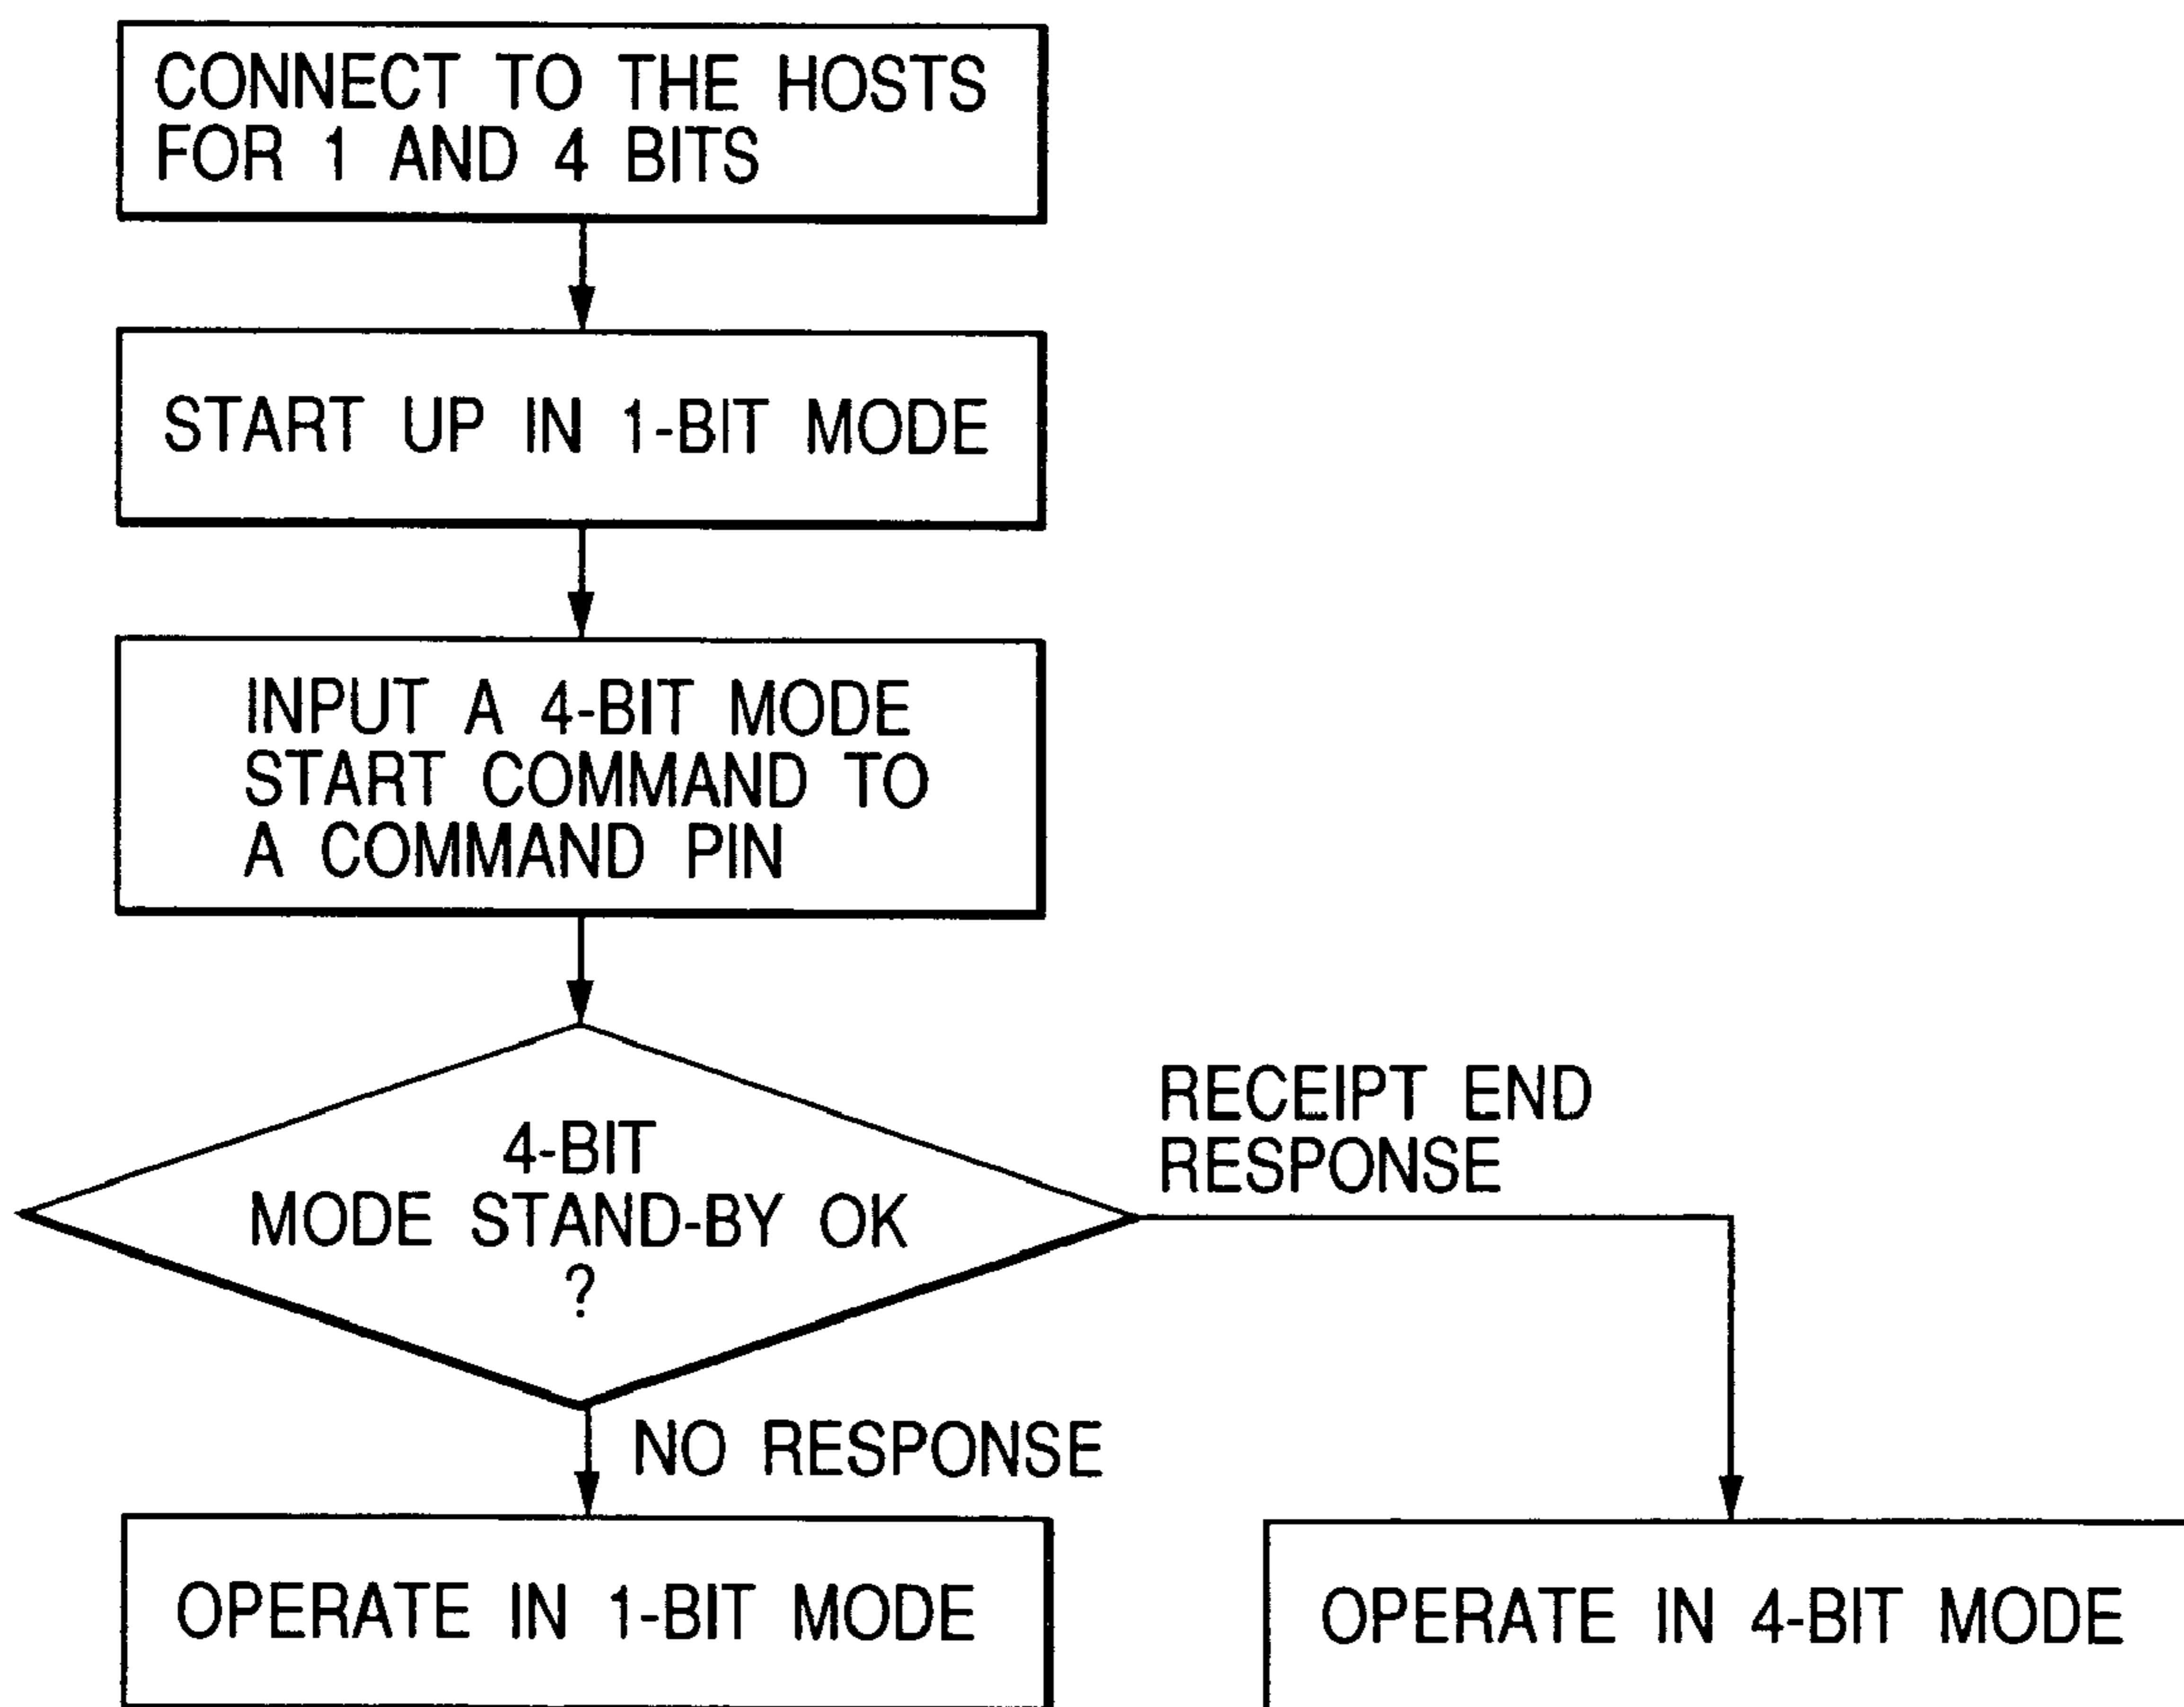 CONNECT TO THE HOSTS
FOR 1 AND 4 BITS
START UP IN 1-BIT MODE
INPUT A 4-BIT MODE
START COMMAND TO
A COMMAND PIN
4-BIT
MODE STAND-BY OK
?
RECEIPT END
RESPONSE
NO RESPONSE
OPERATE IN 1-BIT MODE
OPERATE IN 4-BIT MODE